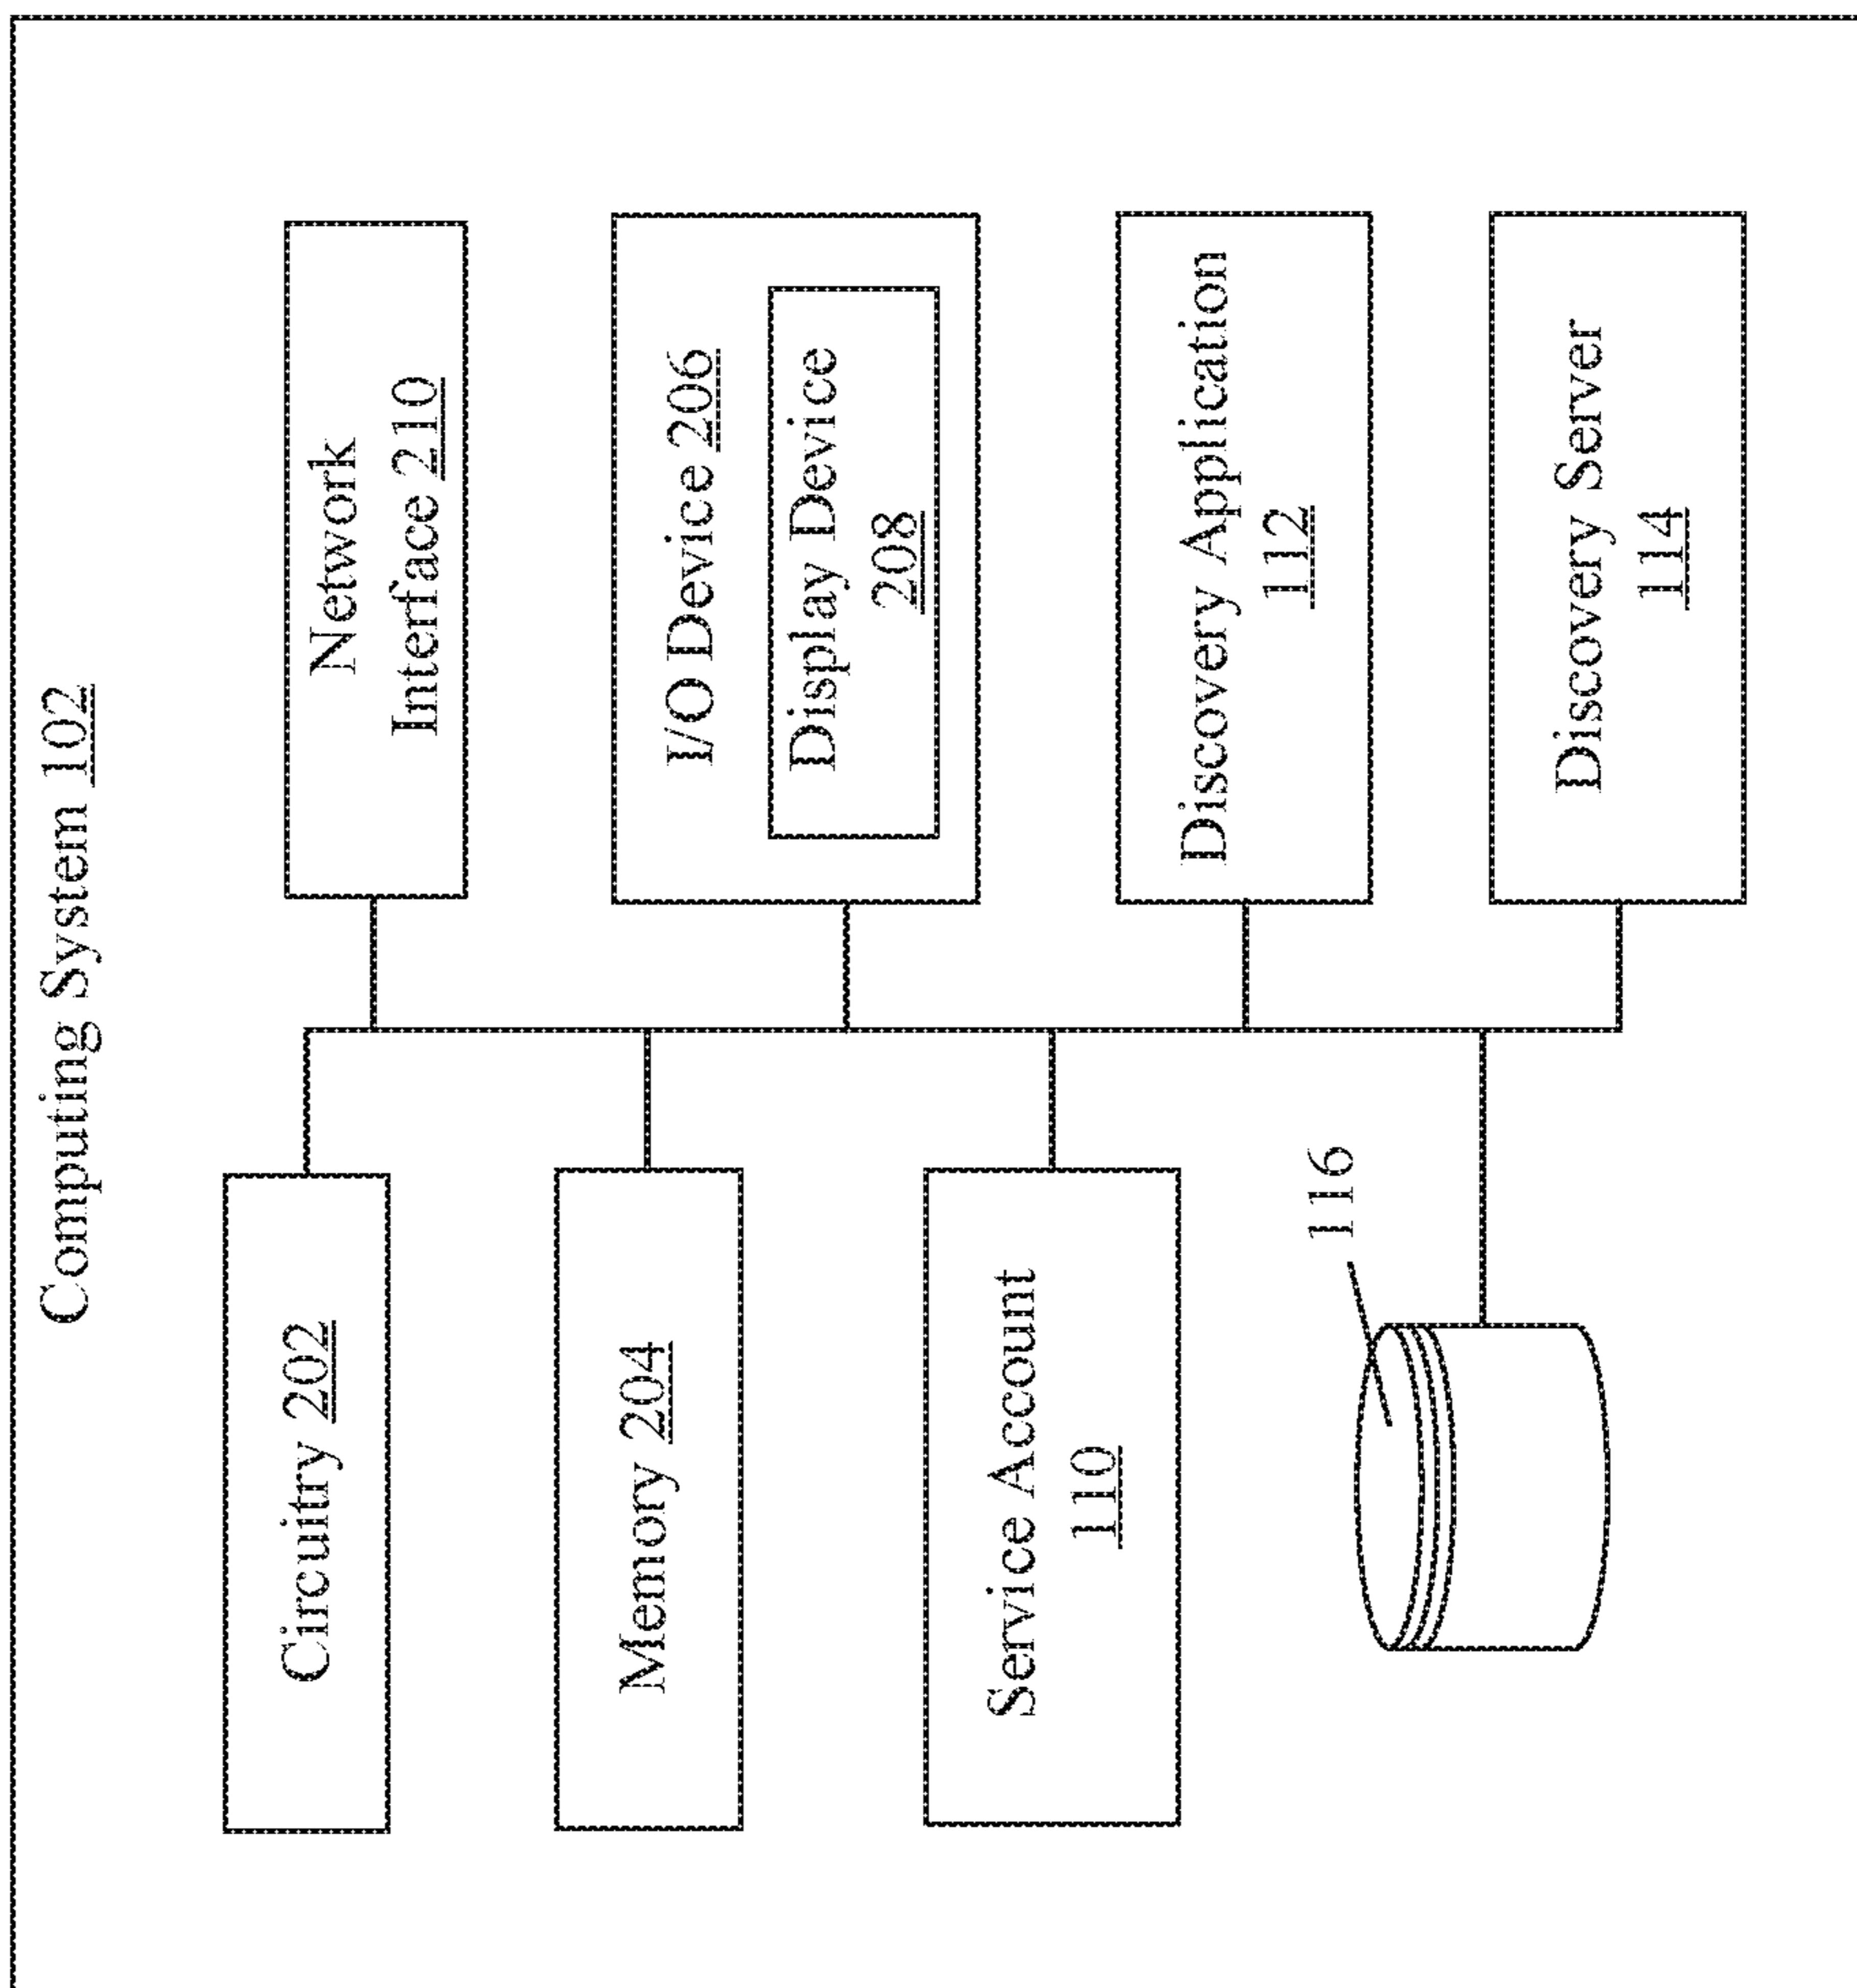 Computing System 102
Circuitry 202
Network
Interface 210
Memory 204
I/O Device 206
Display Device
208
Service Account
110
Discovery Application
112
116
Discovery Server
114